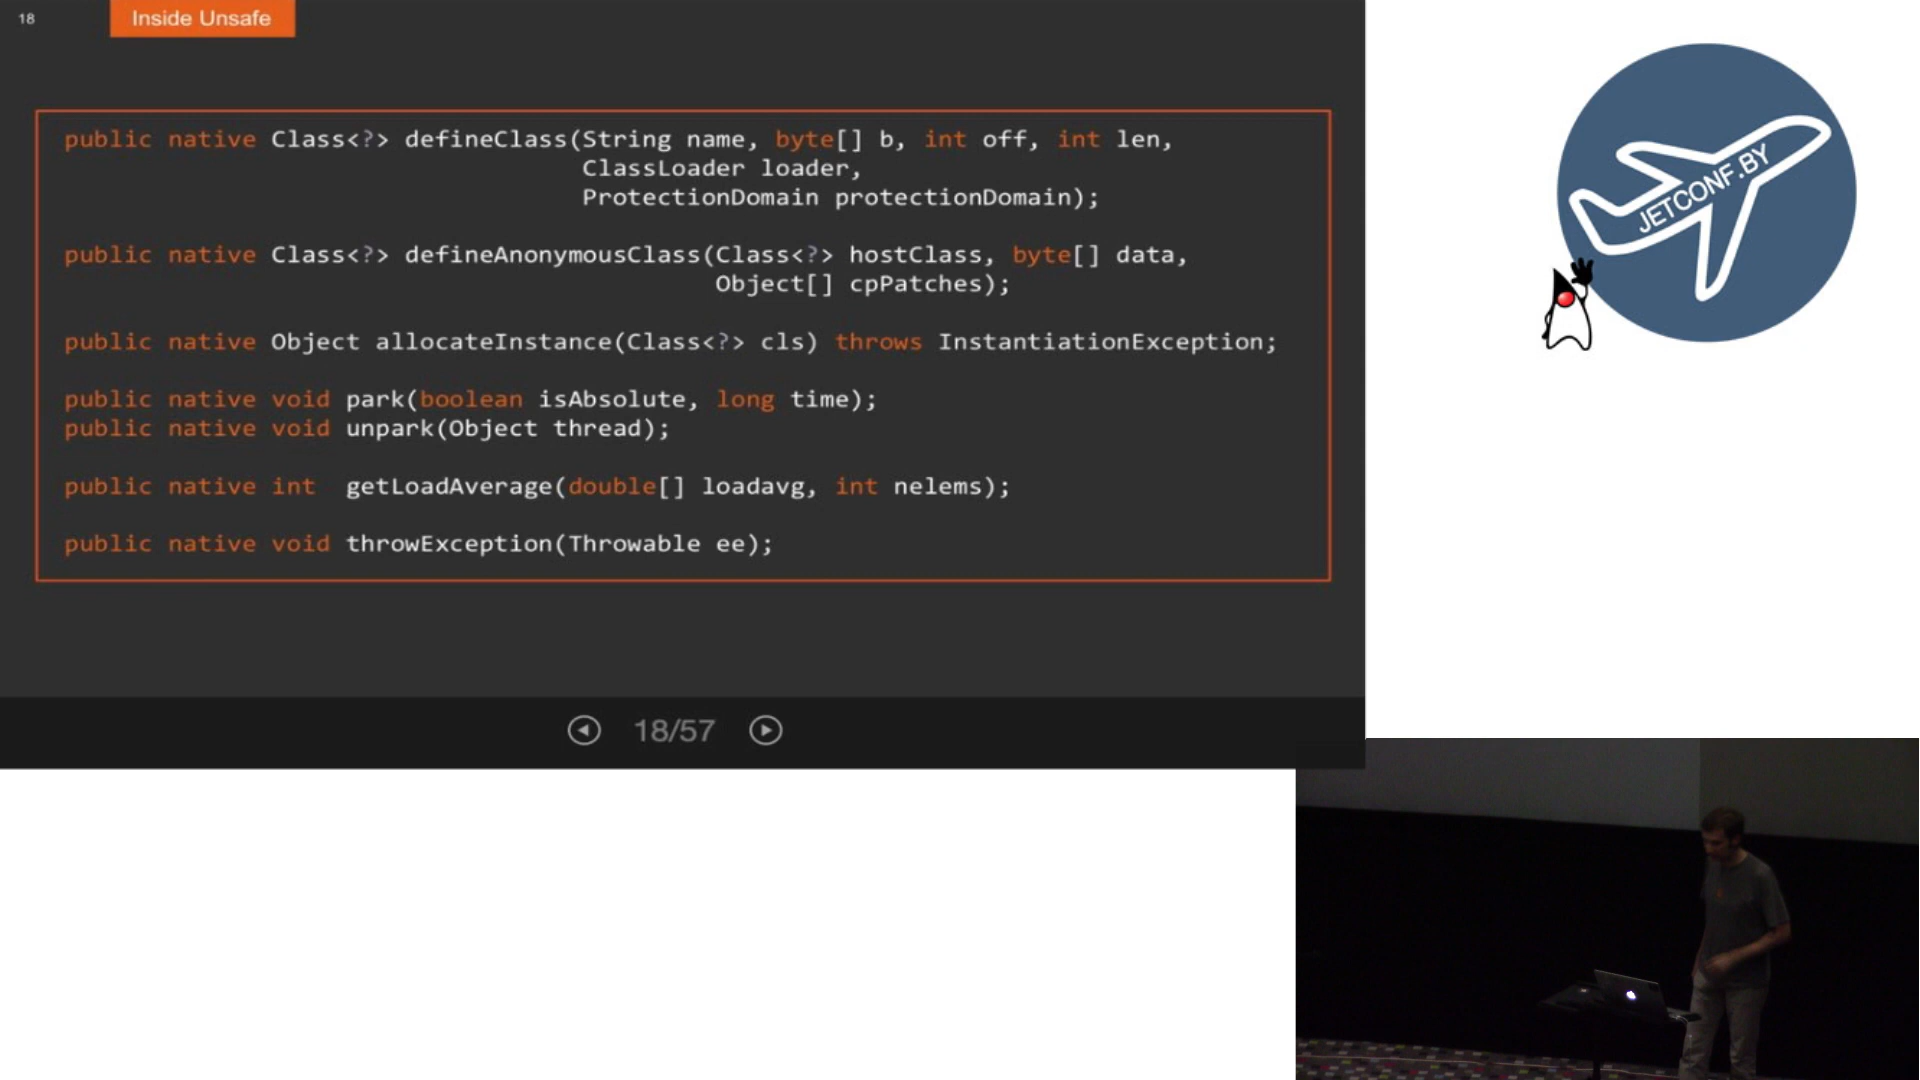 18
Inside Unsafe
public native Class<?> defineClass(String name, byte[] b, int off, int len,
ClassLoader loader,
ProtectionDomain protectionDomain);
public native Class<?> defineAnonymousClass(Class<?> hostClass, byte[] data,
Object[] cpPatches);
public native Object allocateInstance(Class<?> cls) throws InstantiationException;
public native void park(boolean isAbsolute, long time);
public native void unpark(Object thread);
public native int  getLoadAverage(double[] loadavg, int nelems);
public native void throwException(Throwable ee);
18/57
JETCONF.BY